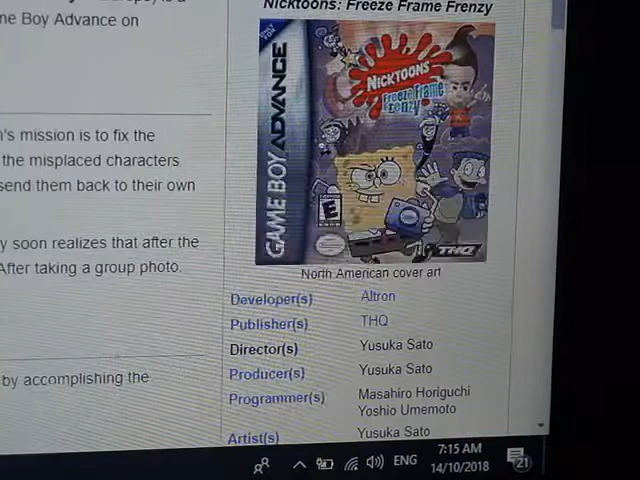 Nicktoons: Freeze Frame Frenzy
ne Boy Advance on
GAME BOY ADVANCE
NICKTOONS
Freeze Frame
Frenzy
n's mission is to fix the
the misplaced characters
send them back to their own
E
THQ
y soon realizes that after the
After taking a group photo.
North American cover art
Developer(s) Altron
Publisher(s) THQ
Director(s) Yusuka Sato
Producer(s) Yusuka Sato
Programmer(s) Masahiro Horiguchi
Yoshio Umemoto
by accomplishing the
Artist(s) Yusuka Sato
ENG
7:15 AM
14/10/2018
21